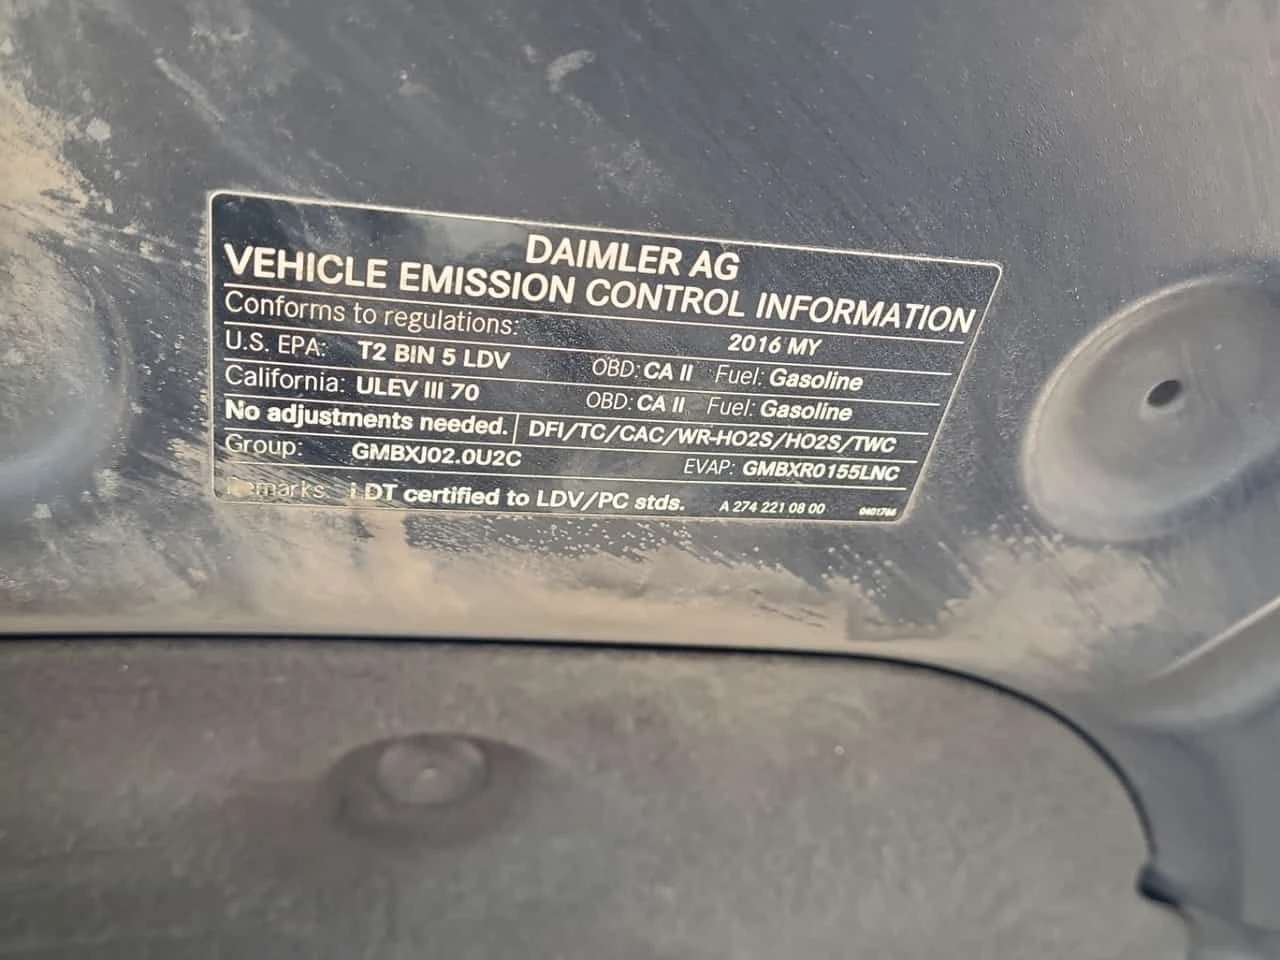 DAIMLER AG
VEHICLE EMISSION CONTROL INFORMATION
Conforms to regulations: 2016 MY
U.S. EPA: T2 BIN 5 LDV OBD: CA II Fuel: Gasoline
California: ULEV III 70 OBD: CA II Fuel: Gasoline
No adjustments needed. DFI/TC/CAC/WR-HO2S/HO2S/TWC
Group: GMBXJ02.0U2C EVAP: GMBXR0155LNC
Remarks: DT certified to LDV/PC stds. A 274 221 08 00